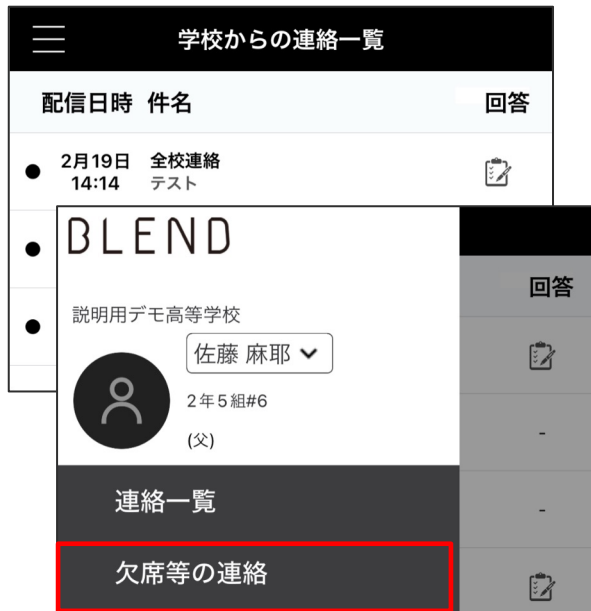 学校からの連絡一覧
配信日時 件名 回答
2月19日 全校連絡
14:14 テスト
BLEND
回答
説明用デモ高等学校
佐藤 麻耶
2年5組#6
(父)
-
連絡一覧
-
欠席等の連絡